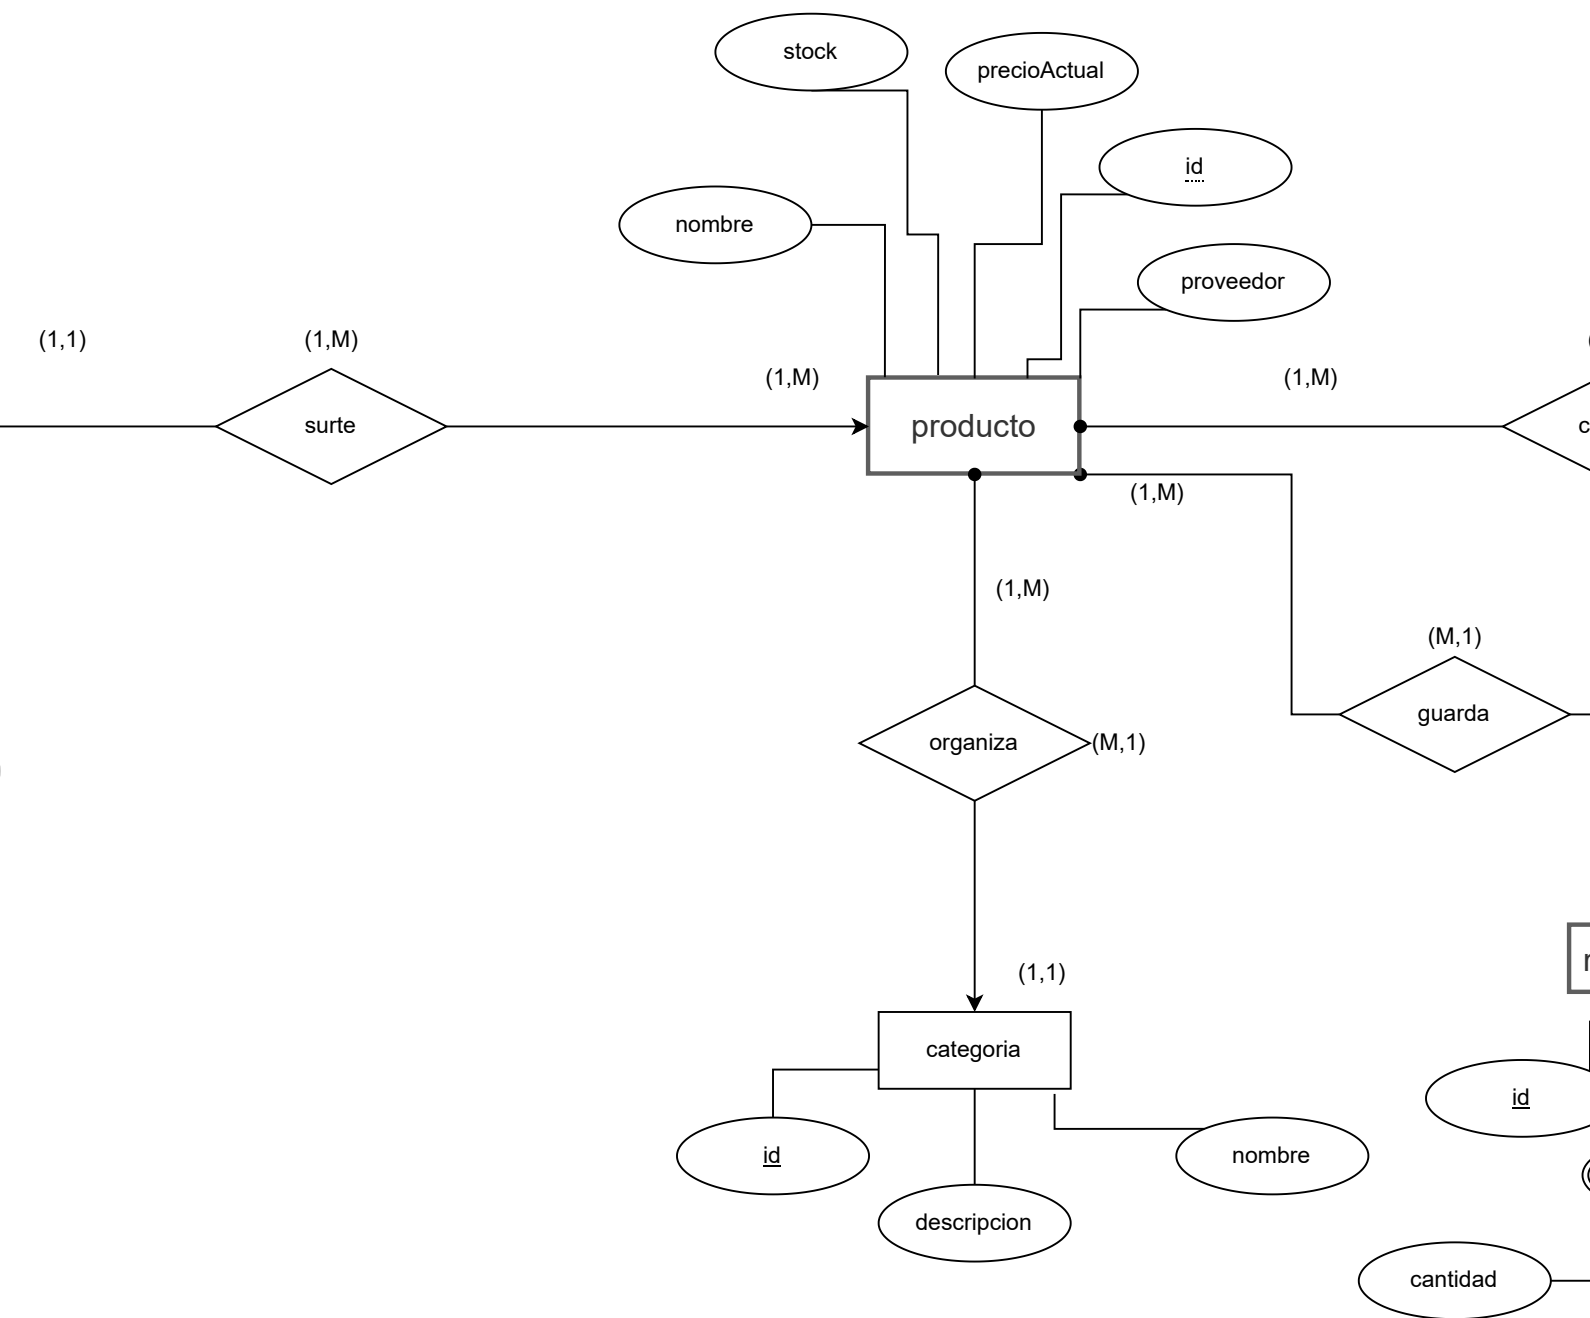 stock
precioActual
id
nombre
proveedor
(1,1)
(1,M)
(1,M)
(1,M)
surte
producto
(1,M)
(1,M)
(M,1)
guarda
organiza
(M,1)
(1,1)
categoria
id
nombre
descripcion
id
cantidad